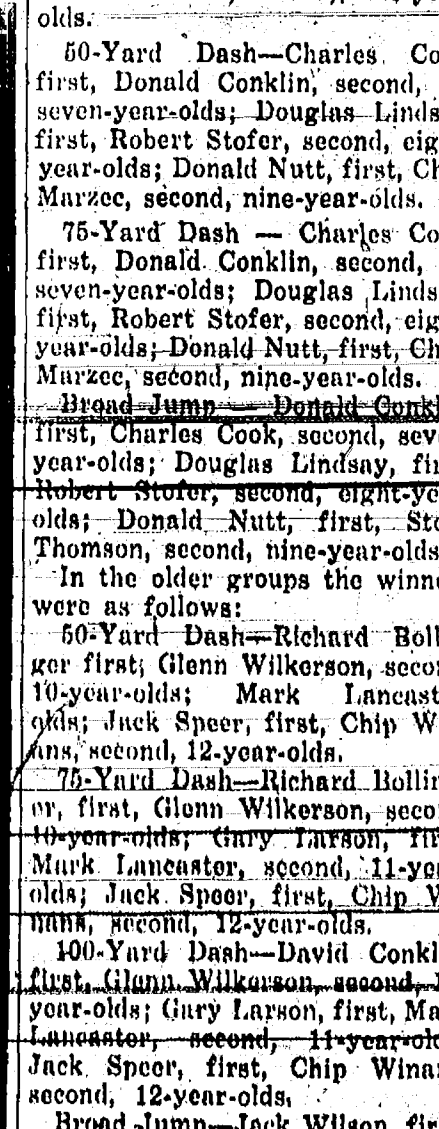 olds.
50-Yard Dash—Charles Co
first, Donald Conklin, second,
seven-year-olds; Douglas Linds
first, Robert Stofer, second, eig
year-olds; Donald Nutt, first, Ch
Marzec, second, nine-year-olds.
75-Yard Dash — Charles Co
first, Donald Conklin, second,
seven-year-olds; Douglas Linds
first, Robert Stofer, second, eig
year-olds; Donald Nutt, first, Ch
Marzec, second, nine-year-olds.
Broad Jump — Donald Conkl
first, Charles Cook, second, sev
year-olds; Douglas Lindsay, fir
Robert Stofer, second, eight-ye
olds; Donald Nutt, first, Ste
Thomson, second, nine-year-olds
In the older groups the winne
were as follows:
50-Yard Dash—Richard Boll
ger first; Glenn Wilkerson, seco
10-year-olds; Mark Lancast
olds; Jack Speer, first, Chip W
ans, second, 12-year-olds.
75-Yard Dash—Richard Bollin
er, first, Glenn Wilkerson, seco
10-year-olds; Gary Larson, fir
Mark Lancaster, second, 11-yea
olds; Jack Speer, first, Chip W
nans, second, 12-year-olds.
100-Yard Dash—David Conkl
first, Glenn Wilkerson, second,
year-olds; Gary Larson, first, Ma
Lancaster, second, 11-year-old
Jack Speer, first, Chip Winan
second, 12-year-olds.
Broad Jump—Jack Wilson, fir